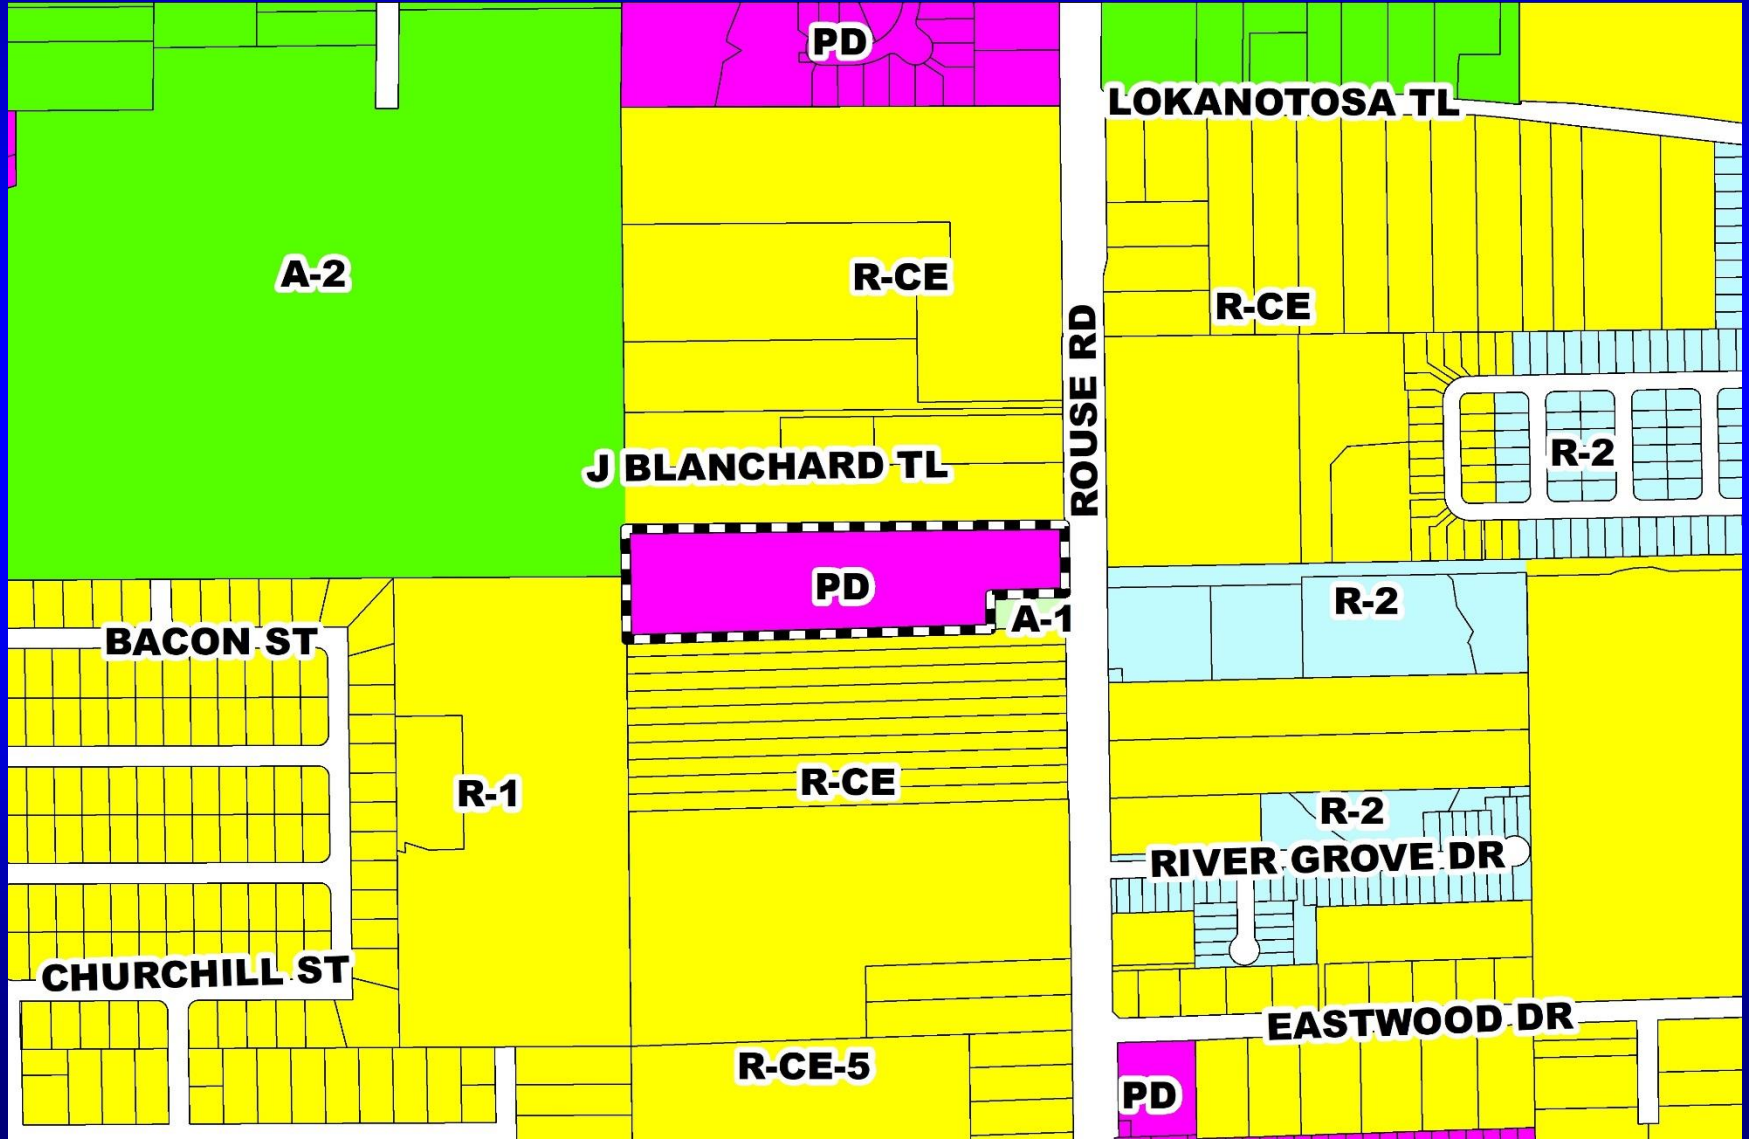 PD
LOKANOTOSA TL
A-2
R-CE
R-CE
ROUSE RD
R-2
J BLANCHARD TL
PD
A-1
R-2
BACON ST
R-1
R-CE
R-2
RIVER GROVE DR
CHURCHILL ST
EASTWOOD DR
R-CE-5
PD